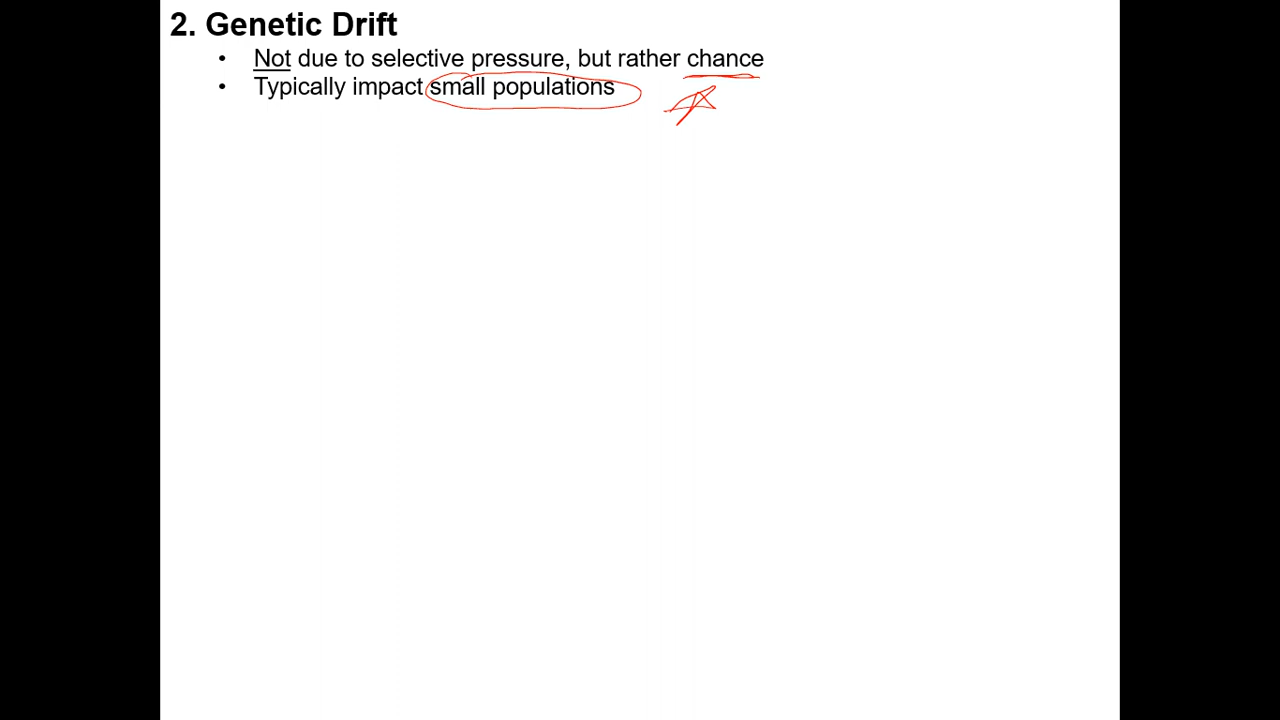 2. Genetic Drift
• Not due to selective pressure, but rather chance
• Typically impact small populations